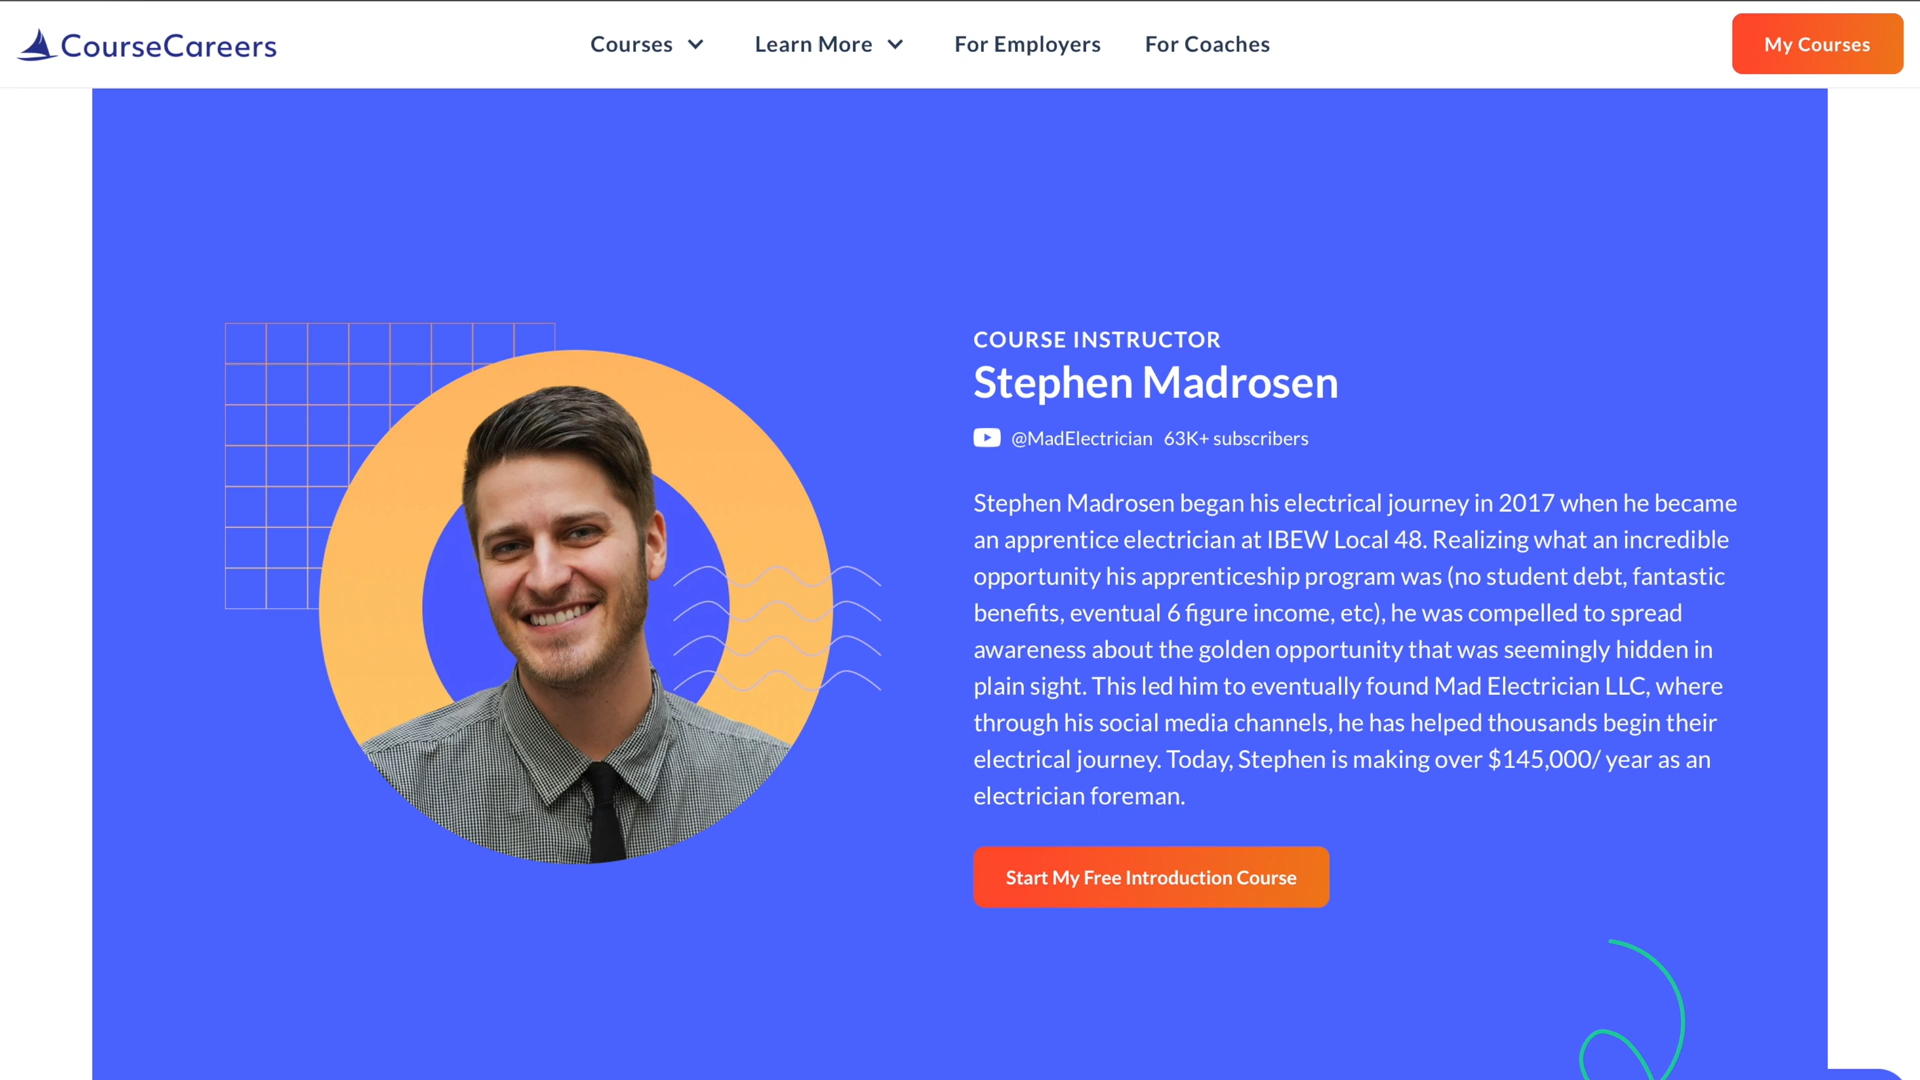 CourseCareers
Courses
Learn More
For Employers
For Coaches
My Courses
COURSE INSTRUCTOR
Stephen Madrosen
@MadElectrician 63K+ subscribers
Stephen Madrosen began his electrical journey in 2017 when he became
an apprentice electrician at IBEW Local 48. Realizing what an incredible
opportunity his apprenticeship program was (no student debt, fantastic
benefits, eventual 6 figure income, etc), he was compelled to spread
awareness about the golden opportunity that was seemingly hidden in
plain sight. This led him to eventually found Mad Electrician LLC, where
through his social media channels, he has helped thousands begin their
electrical journey. Today, Stephen is making over $145,000/ year as an
electrician foreman.
Start My Free Introduction Course